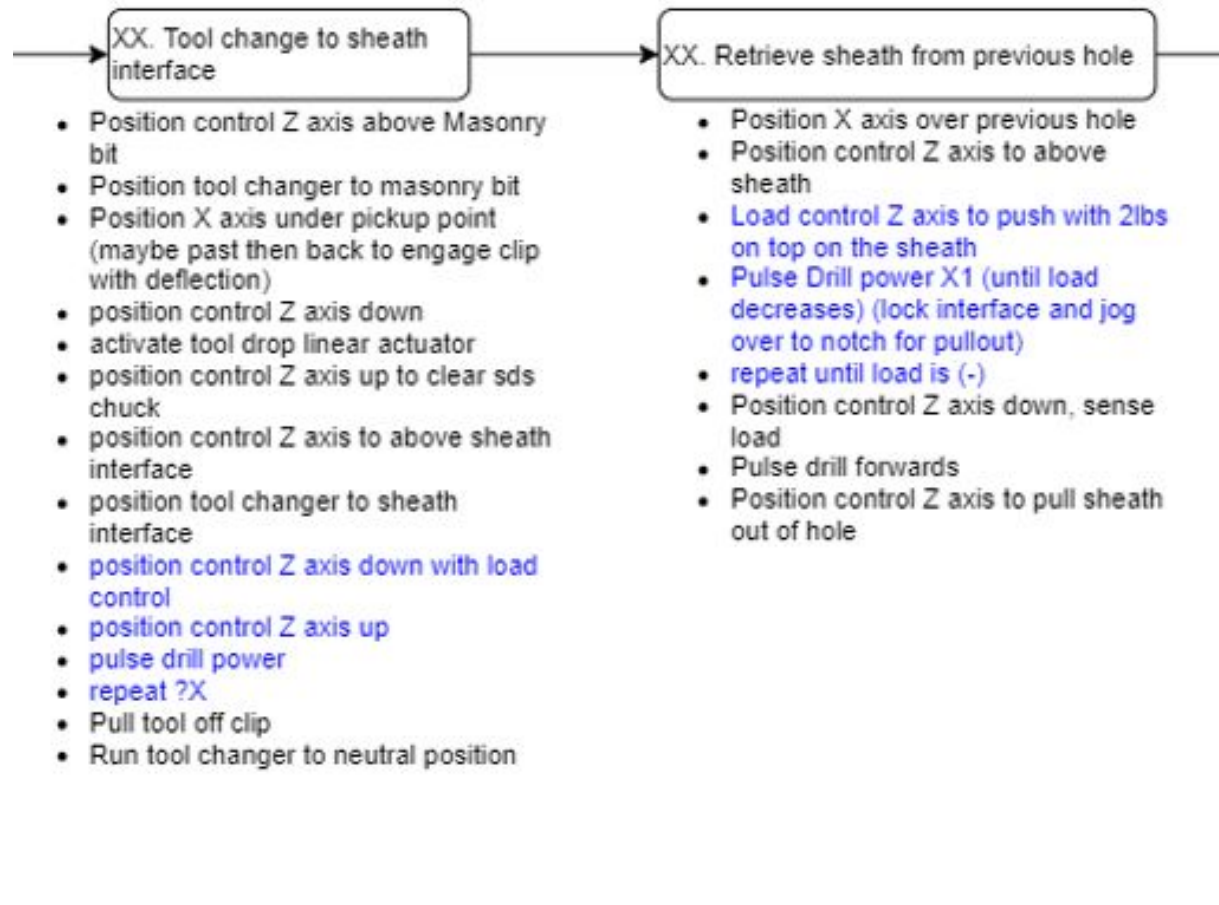 XX. Tool change to sheath
interface
• Position control Z axis above Masonry
bit
• Position tool changer to masonry bit
• Position X axis under pickup point
(maybe past then back to engage clip
with deflection)
• position control Z axis down
• activate tool drop linear actuator
• position control Z axis up to clear sds
chuck
• position control Z axis to above sheath
interface
• position tool changer to sheath
interface
• position control Z axis down with load
control
• position control Z axis up
• pulse drill power
• repeat ?X
• Pull tool off clip
• Run tool changer to neutral position
XX. Retrieve sheath from previous hole
• Position X axis over previous hole
• Position control Z axis to above
sheath
• Load control Z axis to push with 2lbs
on top on the sheath
• Pulse Drill power X1 (until load
decreases) (lock interface and jog
over to notch for pullout)
• repeat until load is (-)
• Position control Z axis down, sense
load
• Pulse drill forwards
• Position control Z axis to pull sheath
out of hole